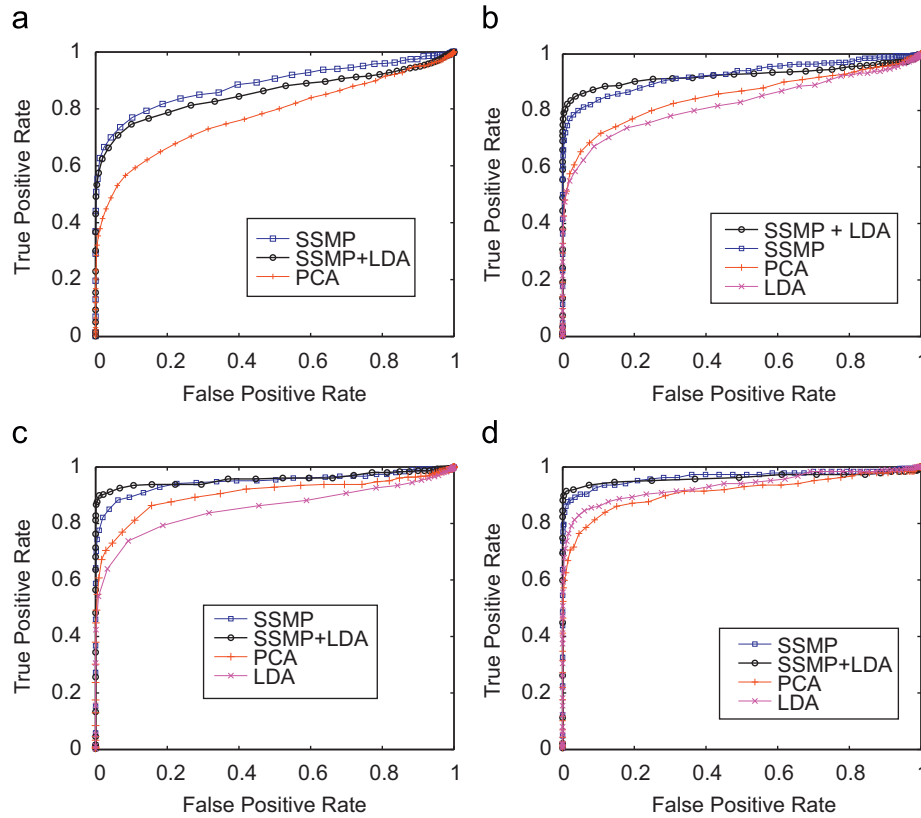 a
1
0.8
0.6
0.4
0.2
0
0 0.2 0.4 0.6 0.8 1
True Positive Rate
False Positive Rate
SSMP
SSMP+LDA
PCA
b
1
0.8
0.6
0.4
0.2
0
0 0.2 0.4 0.6 0.8 1
True Positive Rate
False Positive Rate
SSMP + LDA
SSMP
PCA
LDA
c
1
0.8
0.6
0.4
0.2
0
0 0.2 0.4 0.6 0.8 1
True Positive Rate
False Positive Rate
SSMP
SSMP+LDA
PCA
LDA
d
1
0.8
0.6
0.4
0.2
0
0 0.2 0.4 0.6 0.8 1
True Positive Rate
False Positive Rate
SSMP
SSMP+LDA
PCA
LDA